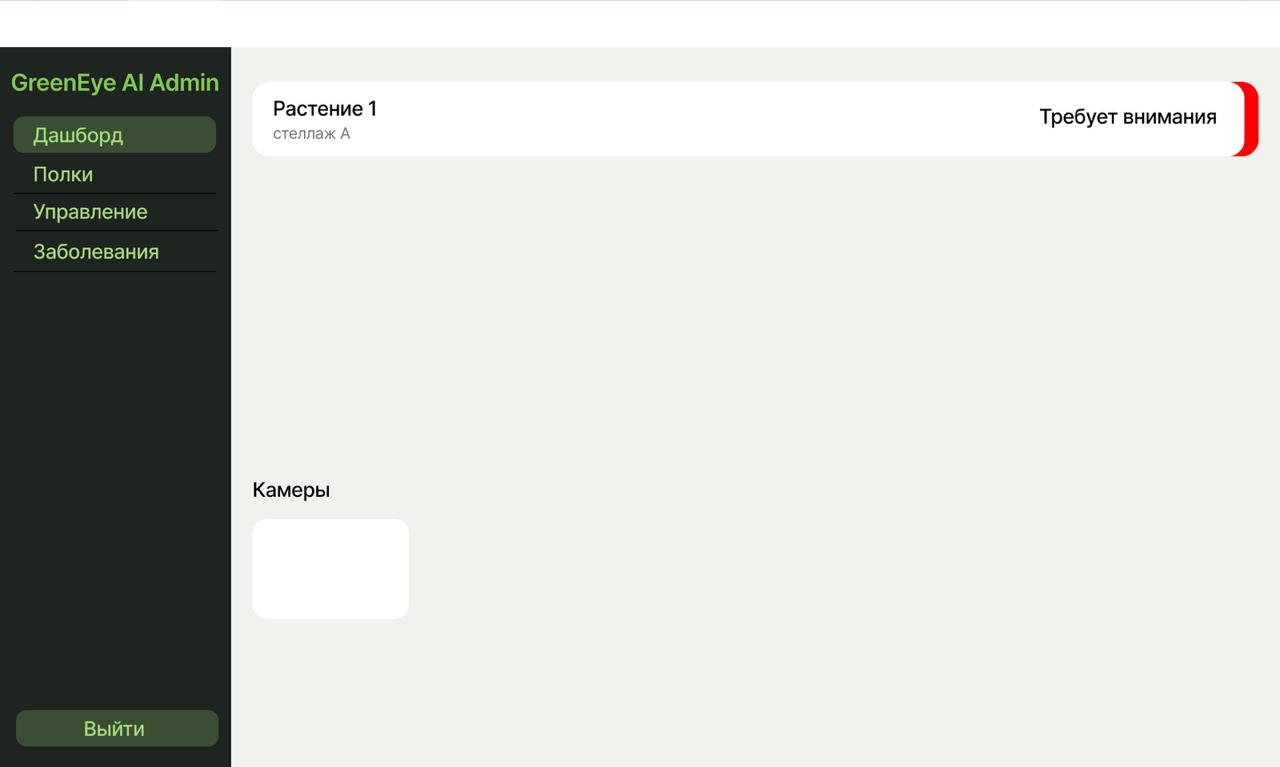 GreenEye AI Admin
Дашборд
Полки
Управление
Заболевания
Выйти
Растение 1
стеллаж А
Требует внимания
Камеры